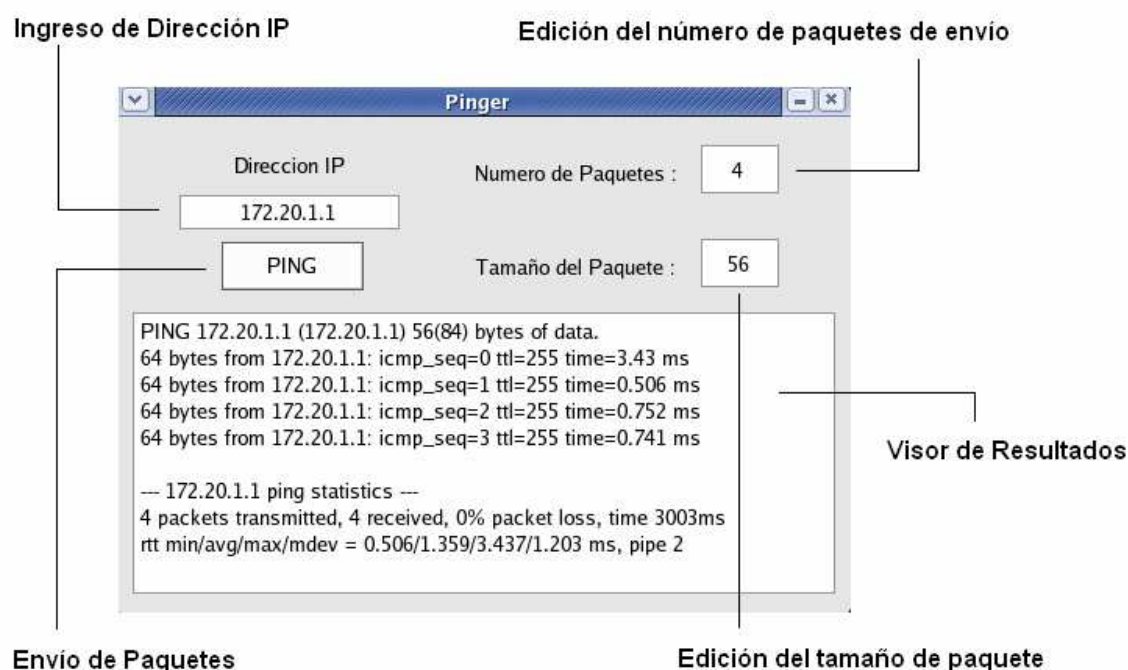 Ingreso de Dirección IP
Edición del número de paquetes de envío
Pinger
Direccion IP
Numero de Paquetes :
4
172.20.1.1
PING
Tamaño del Paquete :
56
PING 172.20.1.1 (172.20.1.1) 56(84) bytes of data.
64 bytes from 172.20.1.1: icmp_seq=0 ttl=255 time=3.43 ms
64 bytes from 172.20.1.1: icmp_seq=1 ttl=255 time=0.506 ms
64 bytes from 172.20.1.1: icmp_seq=2 ttl=255 time=0.752 ms
64 bytes from 172.20.1.1: icmp_seq=3 ttl=255 time=0.741 ms
Visor de Resultados
--- 172.20.1.1 ping statistics ---
4 packets transmitted, 4 received, 0% packet loss, time 3003ms
rtt min/avg/max/mdev = 0.506/1.359/3.437/1.203 ms, pipe 2
Envío de Paquetes
Edición del tamaño de paquete